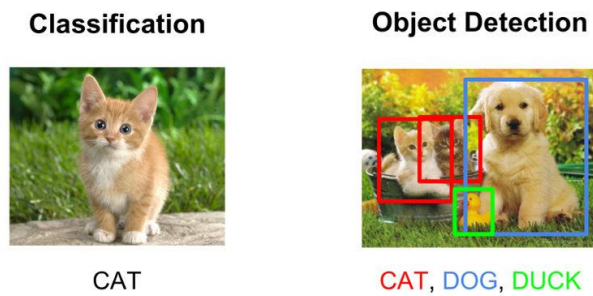 Classification
Object Detection
CAT
CAT, DOG, DUCK